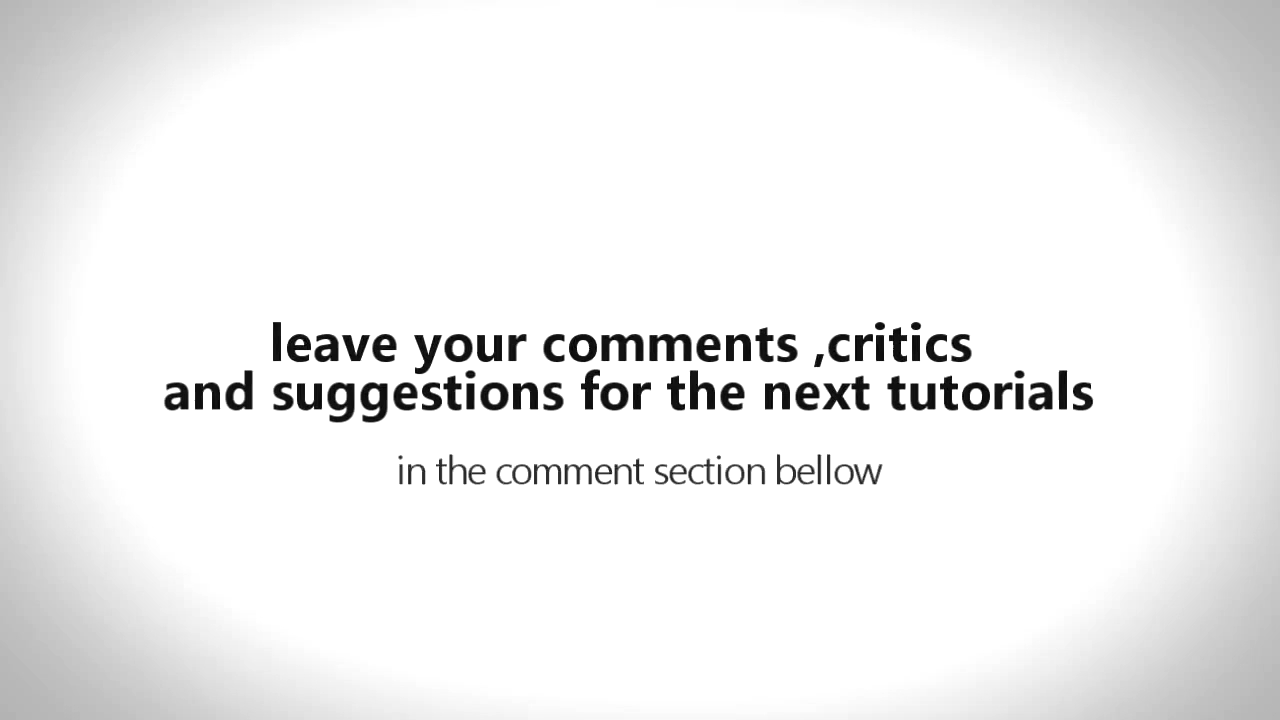 leave your comments ,critics
and suggestions for the next tutorials
in the comment section bellow